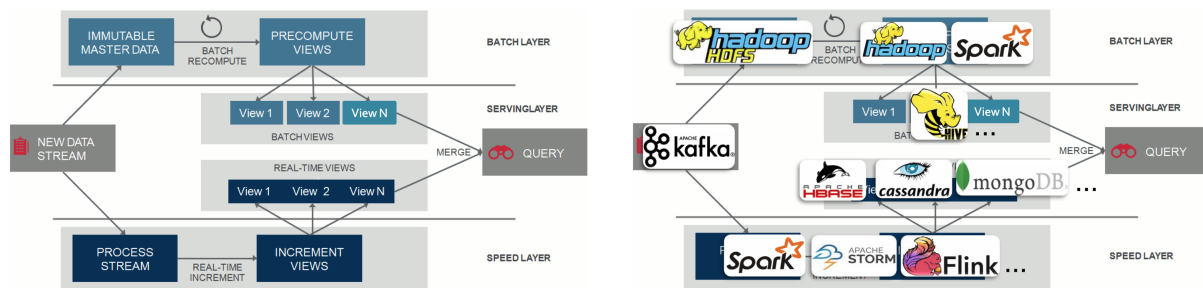 IMMUTABLE
MASTER DATA
BATCH
RECOMPUTE
PRECOMPUTE
VIEWS
BATCH LAYER
View 1
View 2
View N
BATCH VIEWS
SERVINGLAYER
NEW DATA
STREAM
MERGE
QUERY
REAL-TIME VIEWS
View 1
View 2
View N
PROCESS
STREAM
REAL-TIME
INCREMENT
INCREMENT
VIEWS
SPEED LAYER
hadoop
HDFS
BATCH
RECOMPUTE
hadoop
Spark
BATCH LAYER
View 1
HIVE
...
View N
SERVINGLAYER
APACHE
kafka
MERGE
QUERY
APACHE
HBASE
cassandra
mongoDB
...
Spark
APACHE
STORM
Flink
...
SPEED LAYER